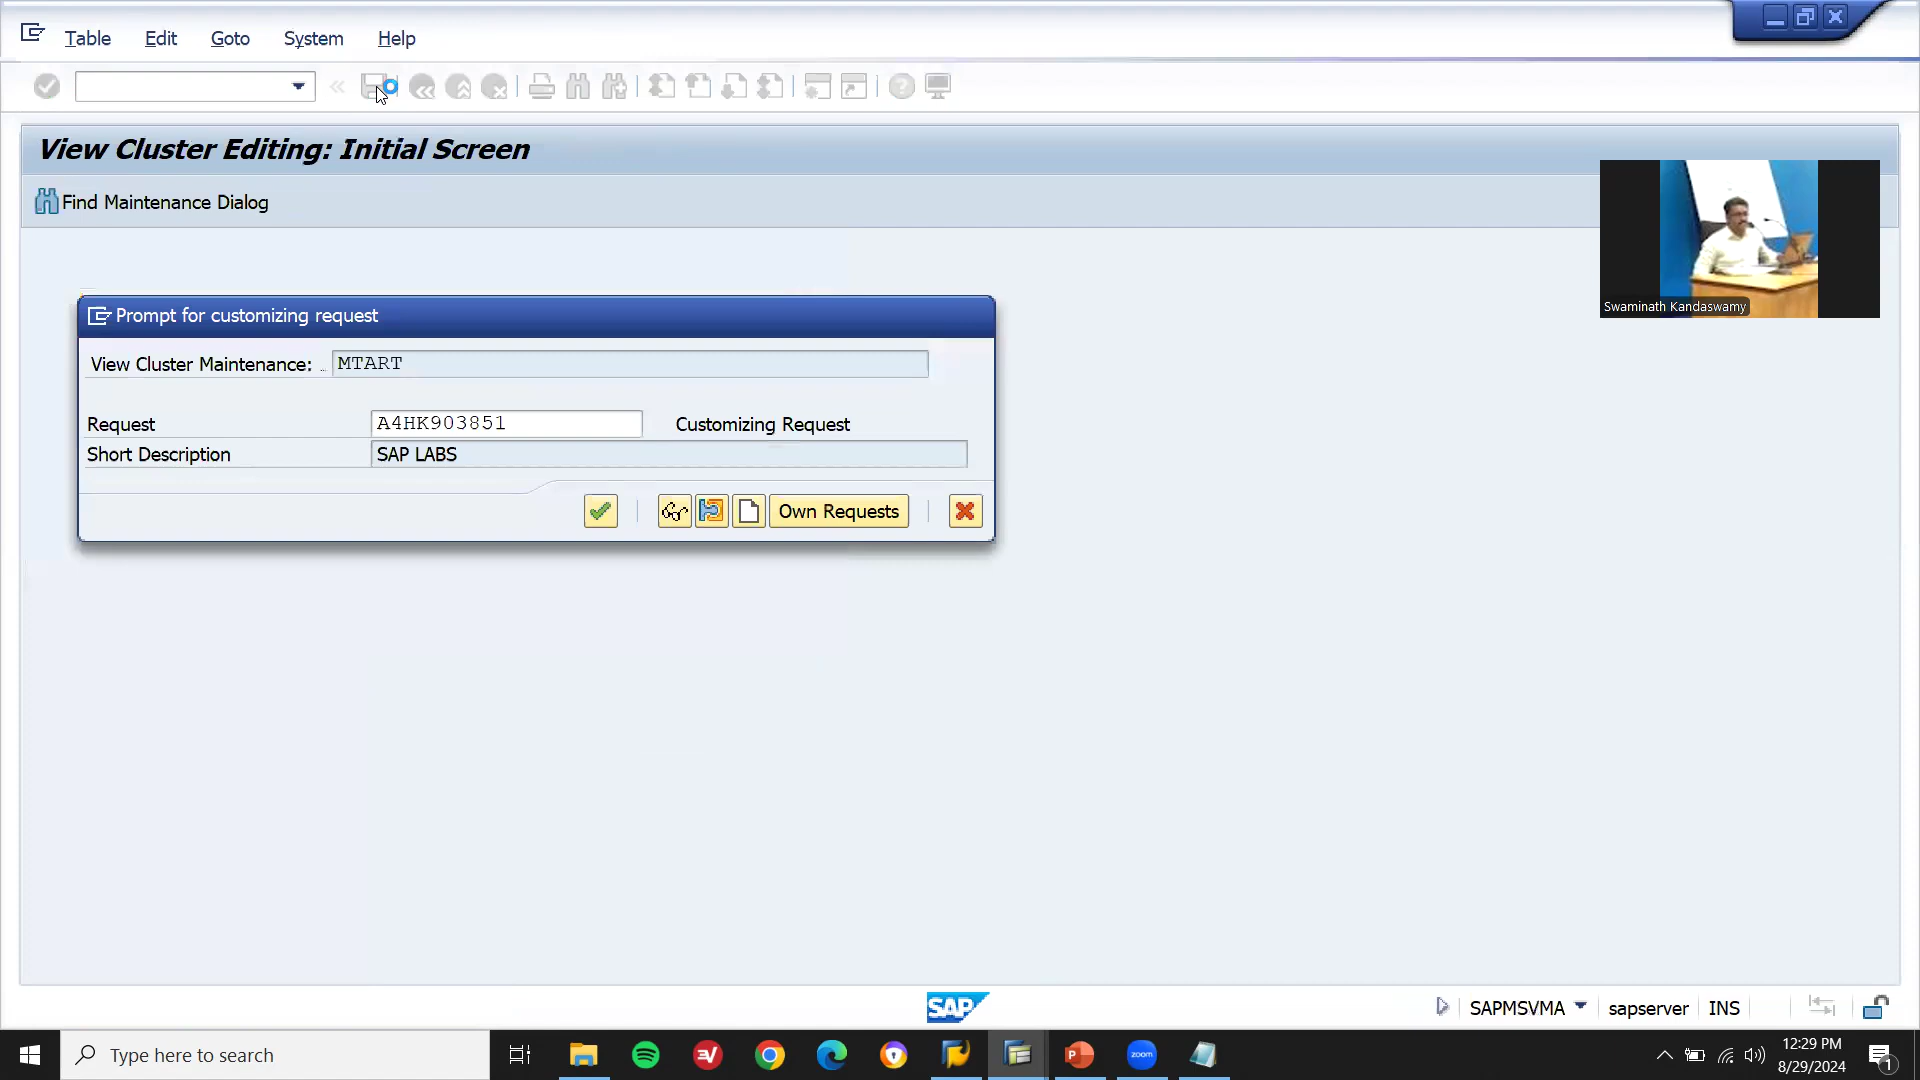 Table Edit Goto System Help
View Cluster Editing: Initial Screen
Find Maintenance Dialog
Swaminath Kandaswamy
Prompt for customizing request
View Cluster Maintenance: MTART
Request A4HK903851 Customizing Request
Short Description SAP LABS
Own Requests
SAP
SAPMSVMA sapserver INS
Type here to search
P
zoom
12:29 PM
8/29/2024
1